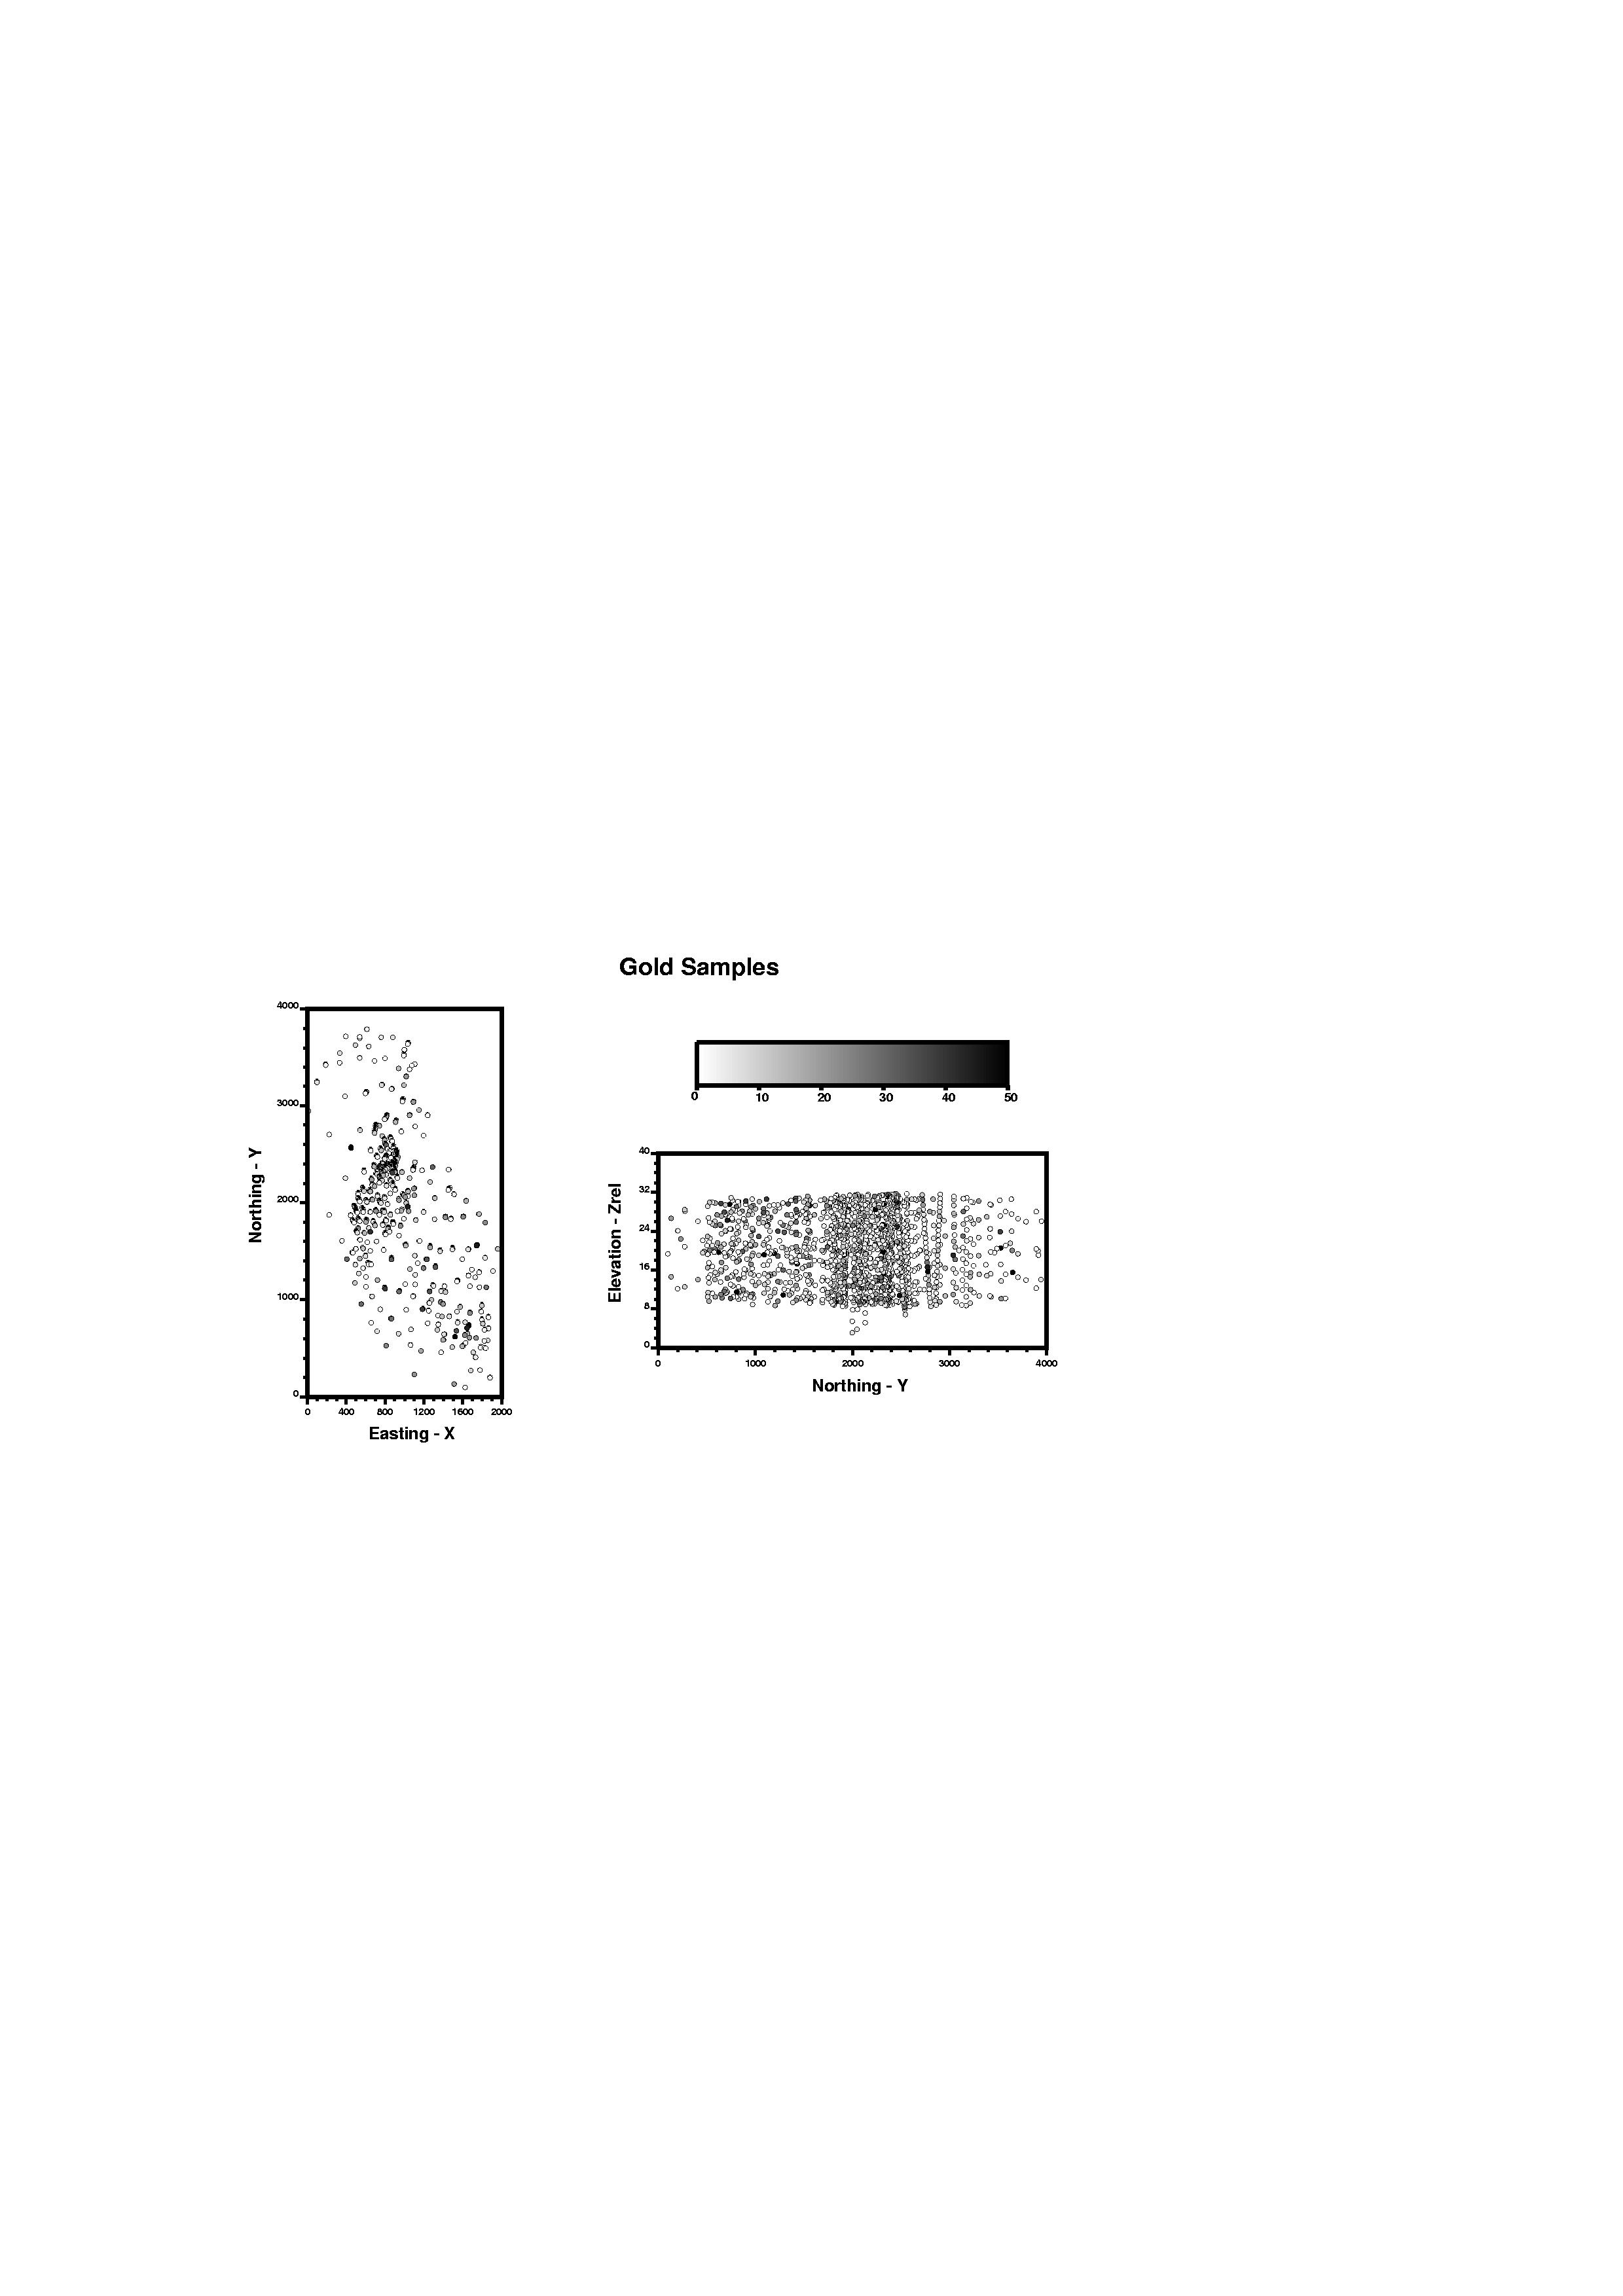 Gold Samples
4000
3000
2000
1000
0
Northing - Y
0 400 800 1200 1600 2000
Easting - X
0 10 20 30 40 50
40
32
24
16
8
0
Elevation - Zrel
0 1000 2000 3000 4000
Northing - Y